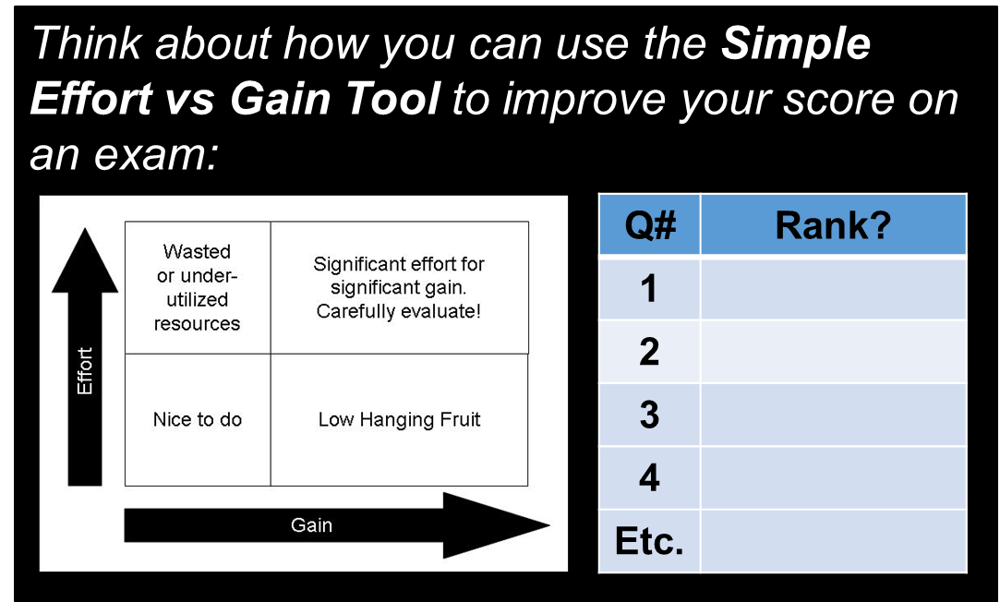 Think about how you can use the Simple
Effort vs Gain Tool to improve your score on
an exam:
Effort
Wasted
or under-
utilized
resources
Significant effort for
significant gain.
Carefully evaluate!
Nice to do
Low Hanging Fruit
Gain
Q# Rank?
1
2
3
4
Etc.